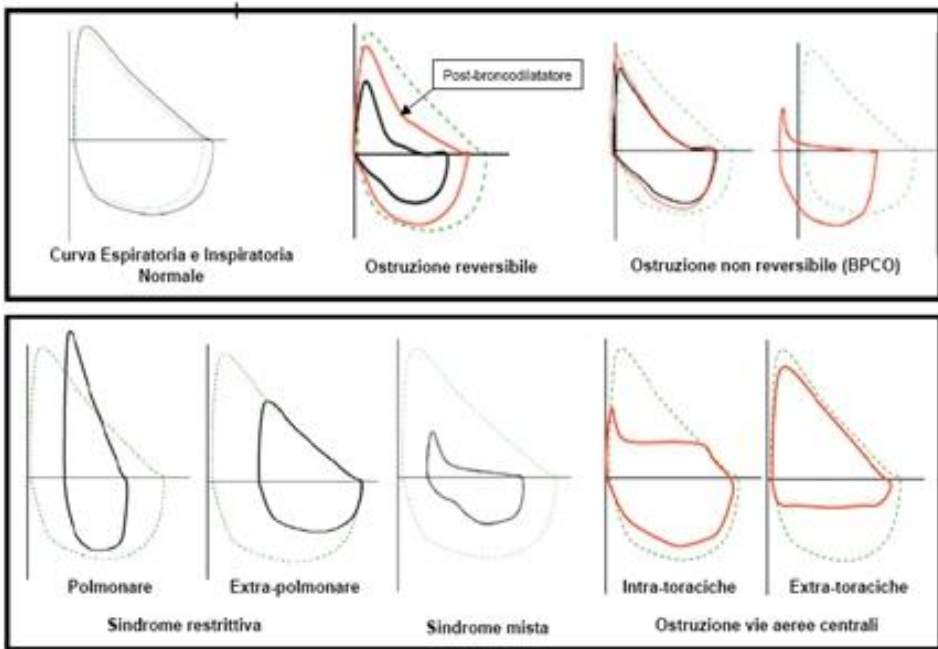 Post-broncodilatatore
Curva Espiratoria e Inspiratoria
Normale
Ostruzione reversibile
Ostruzione non reversibile (BPCO)
Polmonare
Extra-polmonare
Intra-toraciche
Extra-toraciche
Sindrome restrittiva
Sindrome mista
Ostruzione vie aeree centrali